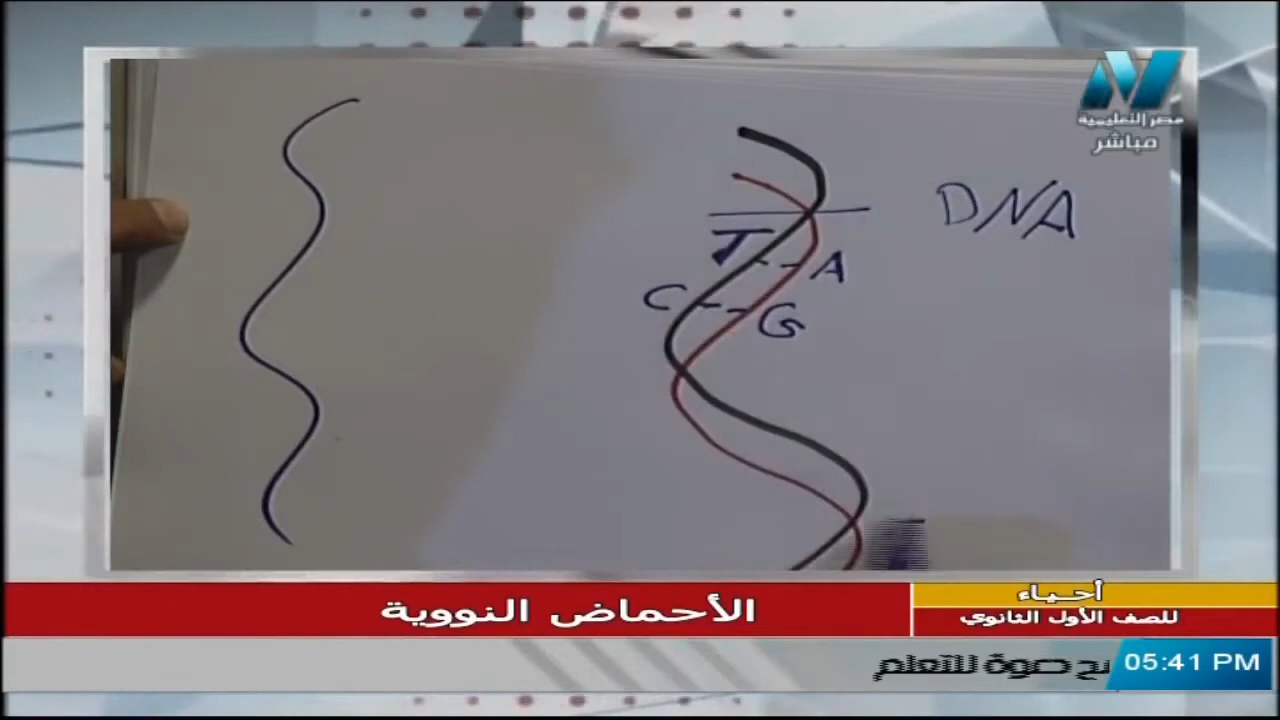 مصر التعليمية
مباشر
DNA
T
A
C
G
أحياء
للصف الأول الثانوي
الأحماض النووية
صوة للتعلم
05:41 PM